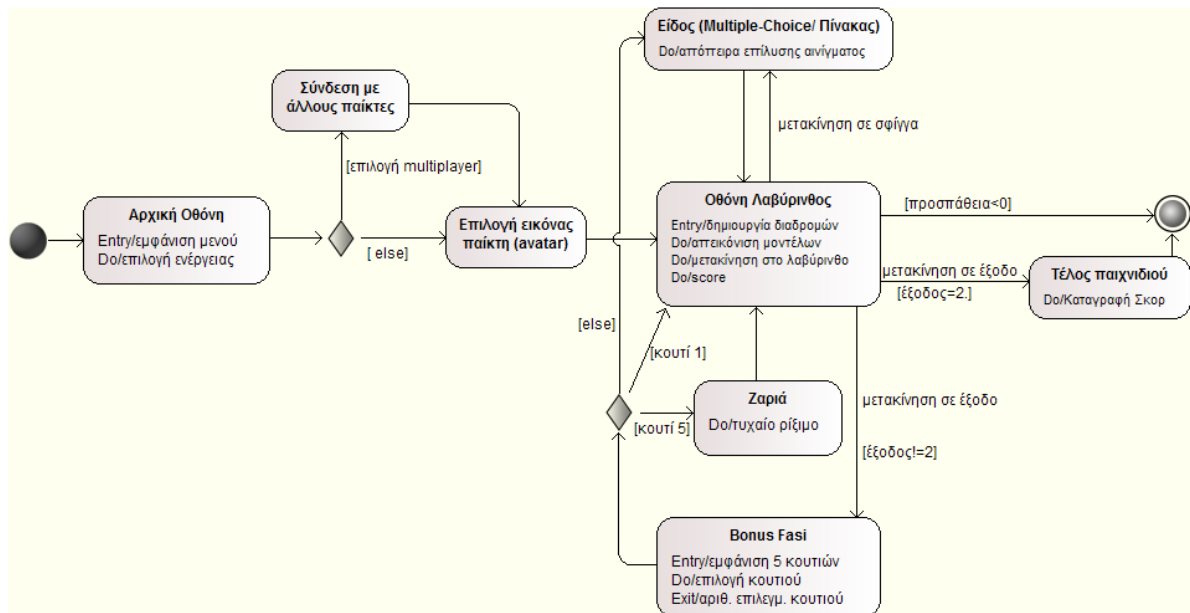 Είδος (Multiple-Choice/ Πίνακας)
Do/απόπειρα επίλυσης αινίγματος
Σύνδεση με
άλλους παίκτες
μετακίνηση σε σφίγγα
[επιλογή multiplayer]
Αρχική Οθόνη
Entry/εμφάνιση μενού
Do/επιλογή ενέργειας
[ else]
Επιλογή εικόνας
παίκτη (avatar)
Οθόνη Λαβύρινθος
Entry/δημιουργία διαδρομών
Do/απεικόνιση μοντέλων
Do/μετακίνηση στο λαβύρινθο
Do/score
[προσπάθεια<0]
μετακίνηση σε έξοδο
[έξοδος=2.]
Τέλος παιχνιδιού
Do/Καταγραφή Σκορ
[else]
[κουτί 1]
[κουτί 5]
Ζαριά
Do/τυχαίο ρίξιμο
μετακίνηση σε έξοδο
[έξοδος!=2]
Bonus Fasi
Entry/εμφάνιση 5 κουτιών
Do/επιλογή κουτιού
Exit/αριθ. επιλεγμ. κουτιού